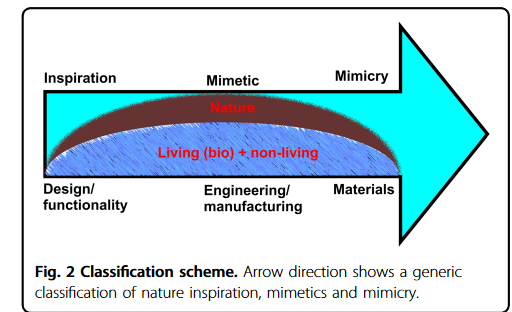 Inspiration
Mimetic
Mimicry
Nature
Living (bio) + non-living
Design/
functionality
Engineering/
manufacturing
Materials
Fig. 2 Classification scheme. Arrow direction shows a generic
classification of nature inspiration, mimetics and mimicry.